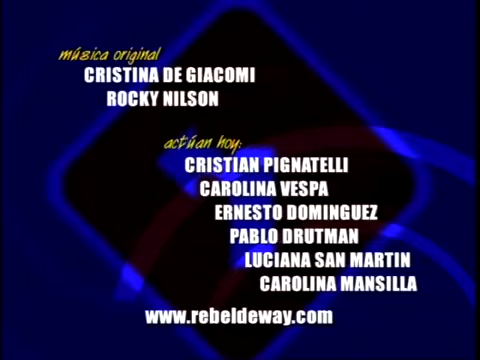 música original
CRISTINA DE GIACOMI
ROCKY NILSON
actúan hoy:
CRISTIAN PIGNATELLI
CAROLINA VESPA
ERNESTO DOMINGUEZ
PABLO DRUTMAN
LUCIANA SAN MARTIN
CAROLINA MANSILLA
www.rebeldeway.com